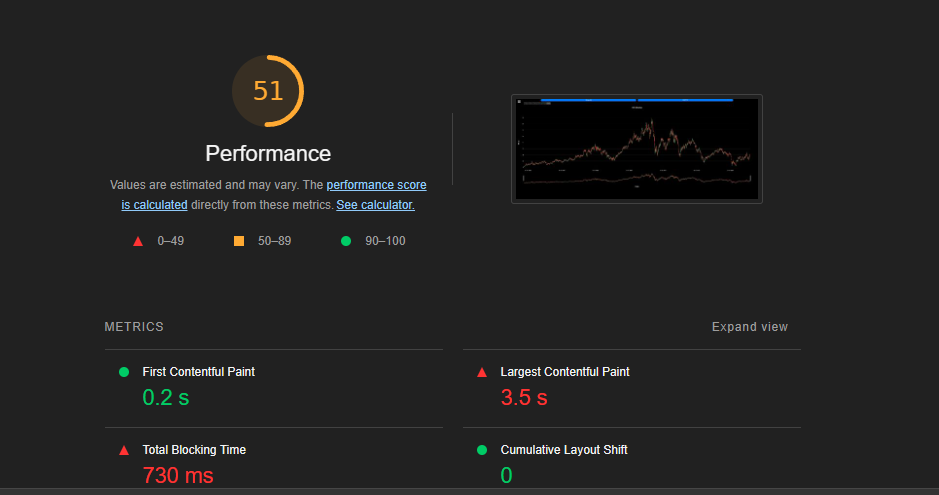 51
Performance
Values are estimated and may vary. The performance score
is calculated directly from these metrics. See calculator.
0–49
50–89
90–100
METRICS
Expand view
First Contentful Paint
0.2 s
Largest Contentful Paint
3.5 s
Total Blocking Time
730 ms
Cumulative Layout Shift
0